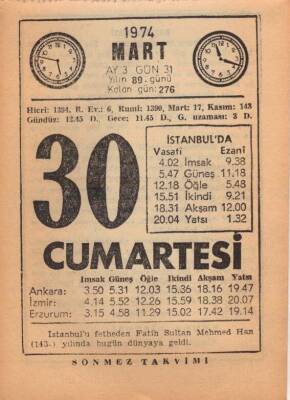 1974
MART
AY 3 GÜN 31
Yılın 89. günü
Kalan gün: 276
Hicri: 1394, R. Ev.: 6, Rumi: 1390, Mart: 17, Kasım: 143
Gündüz: 12.45 D., Gece: 11.45 D., G. uzaması: 3 D.
30
İSTANBUL'DA
Vasati Ezani
4.02 İmsak 9.38
5.47 Güneş 11.18
12.18 Öğle 5.48
15.51 İkindi 9.21
18.31 Akşam 12.00
20.04 Yatsı 1.32
CUMARTESİ
Imsak Güneş Öğle Ikindi Akşam Yatsı
Ankara: 3.50 5.31 12.03 15.36 18.16 19.47
İzmir: 4.14 5.52 12.26 15.59 18.38 20.07
Erzurum: 3.15 4.58 11.29 15.02 17.42 19.14
İstanbul'u fetheden Fatih Sultan Mehmed Han
yılında bugün dünyaya geldi.
SÖNMEZ TAKVİMİ